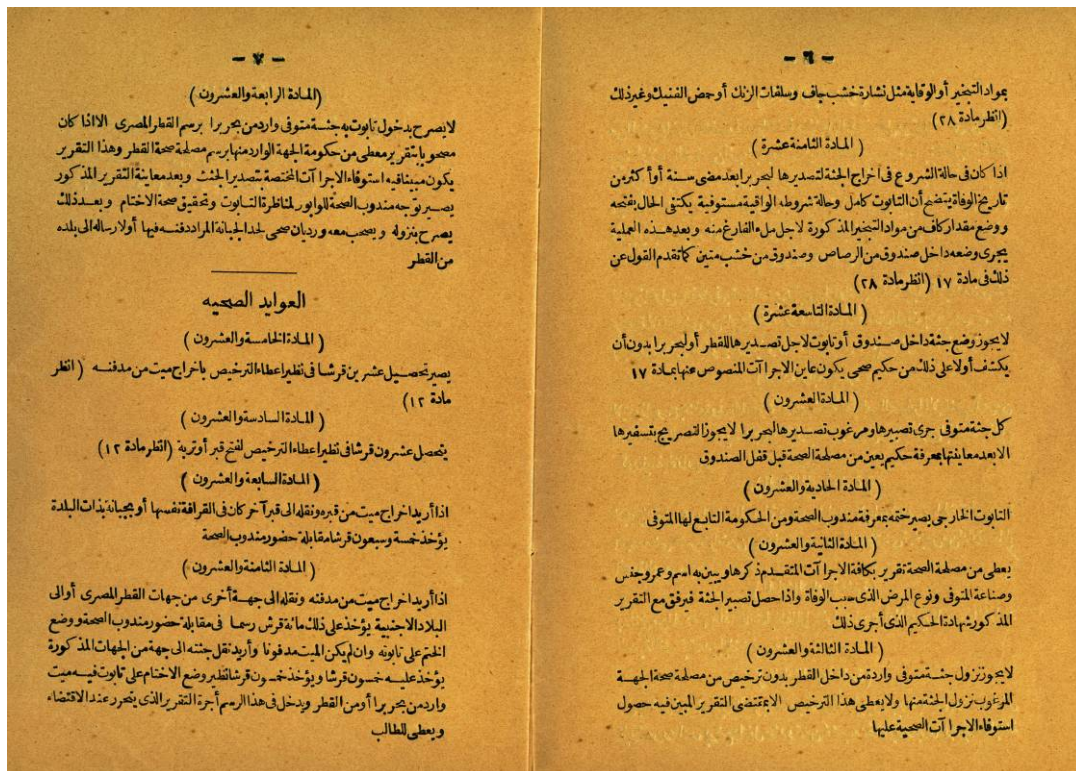 - ٦ -
بمواد التبخير أو الوقاية مثل نشارة خشب جاف وسلفات الزنك أو حمض الفنيك وغير ذلك
(انظر مادة ٢٨)
( المادة الثامنة عشرة )
اذا كان فى حالة الشروع فى اخراج الجثة لتصديرها لبحر برا بعد مضى سنة أو أكثر من
تاريخ الوفاة يتضح أن التابوت كامل وحالة شروطه الواقية مستوفية يكتفى الحال بفتحه
ووضع مقدار كاف من مواد التبخير المذكورة لاجل ملء الفارغ منه وبعد هذه العملية
يجرى وضعه داخل صندوق من الرصاص وصندوق من خشب متين كما تقدم القول عن
ذلك فى مادة ١٧ (انظر مادة ٢٨)
( المادة التاسعة عشرة )
لا يجوز وضع جثة داخل صندوق أو تابوت لاجل تصديرها للقطر أو لبحر برا بدون أن
يكشف أولا على ذلك من حكيم صحى يكون عاين الاجراآت المنصوص عنها بمادة ١٧
( المادة العشرون )
كل جثة متوفى جرى تصبيرها ومرغوب تصديرها لبحر برا لا يجوز التصريح بتسفيرها
الا بعد معاينتها بمعرفة حكيم يعين من مصلحة الصحة قبل قفل الصندوق
( المادة الحادية والعشرون )
التابوت الخارجى يصير ختمه بمعرفة مندوب الصحة ومن الحكومة التابع لها المتوفى
( المادة الثانية والعشرون )
يعطى من مصلحة الصحة تقرير بكافة الاجراآت المتقدم ذكرها ويبين به اسم وعمر وجنس
وصناعة المتوفى ونوع المرض الذى سبب الوفاة واذا حصل تصبير الجثة فيرفق مع التقرير
المذكور شهادة الحكيم الذى أجرى ذلك
( المادة الثالثة والعشرون )
لا يجوز نزول جثة متوفى واردة من داخل القطر بدون ترخيص من مصلحة صحة الجهة
المرغوب نزول الجثة منها ولا يعطى هذا الترخيص الا بمقتضى التقرير المبين فيه حصول
استوفاء الاجراآت الصحية عليها
- ٧ -
(المادة الرابعة والعشرون )
لا يصرح بدخول تابوت به جثة متوفى وارد من بحر برا برسم القطر المصرى الا اذا كان
مصحوبا بتقرير معطى من حكومة الجهة الوارد منها برسم مصلحة صحة القطر وهذا التقرير
يكون مبينا فيه استوفاء الاجراآت المختصة بتصدير الجثث وبعد معاينة التقرير المذكور
يصير توجه مندوب الصحة للوابور لمناظرة التابوت وتحقيق صحة الاختام وبعد ذلك
يصرح بنزوله ويصحب معه ورديان صحى لحد الجبانة المراد دفنه فيها أو لارساله الى بلده
من القطر
العوايد الصحيه
( المادة الخامسة والعشرون )
يصير تحصيل عشرين قرشا فى نظير اعطاء الترخيص باخراج ميت من مدفنه ( انظر
مادة ١٢)
( المادة السادسة والعشرون )
يتحصل عشرون قرشا فى نظير اعطاء الترخيص لفتح قبر أو تربة (انظر مادة ١٢)
( المادة السابعة والعشرون )
اذا أريد اخراج ميت من قبره ونقله الى قبر آخر كان فى القرافة نفسها أو بجبانة بذات البلدة
يؤخذ خمسة وسبعون قرشا مقابلة حضور مندوب الصحة
( المادة الثامنة والعشرون )
اذا أريد اخراج ميت من مدفنه ونقله الى جهة أخرى من جهات القطر المصرى أو الى
البلاد الاجنبية يؤخذ على ذلك مائة قرش رسما فى مقابلة حضور مندوب الصحة ووضع
الختم على تابوته وان لم يكن الميت مدفونا وأريد نقل جثته الى جهة من الجهات المذكورة
يؤخذ عليه خمسون قرشا ويؤخذ خمسون قرشا نظير وضع الاختام على تابوت فيه ميت
وارد من بحر برا أو من القطر ويدخل فى هذا الرسم أجرة التقرير الذى يتحرر عند الاقتضاء
ويعطى للطالب